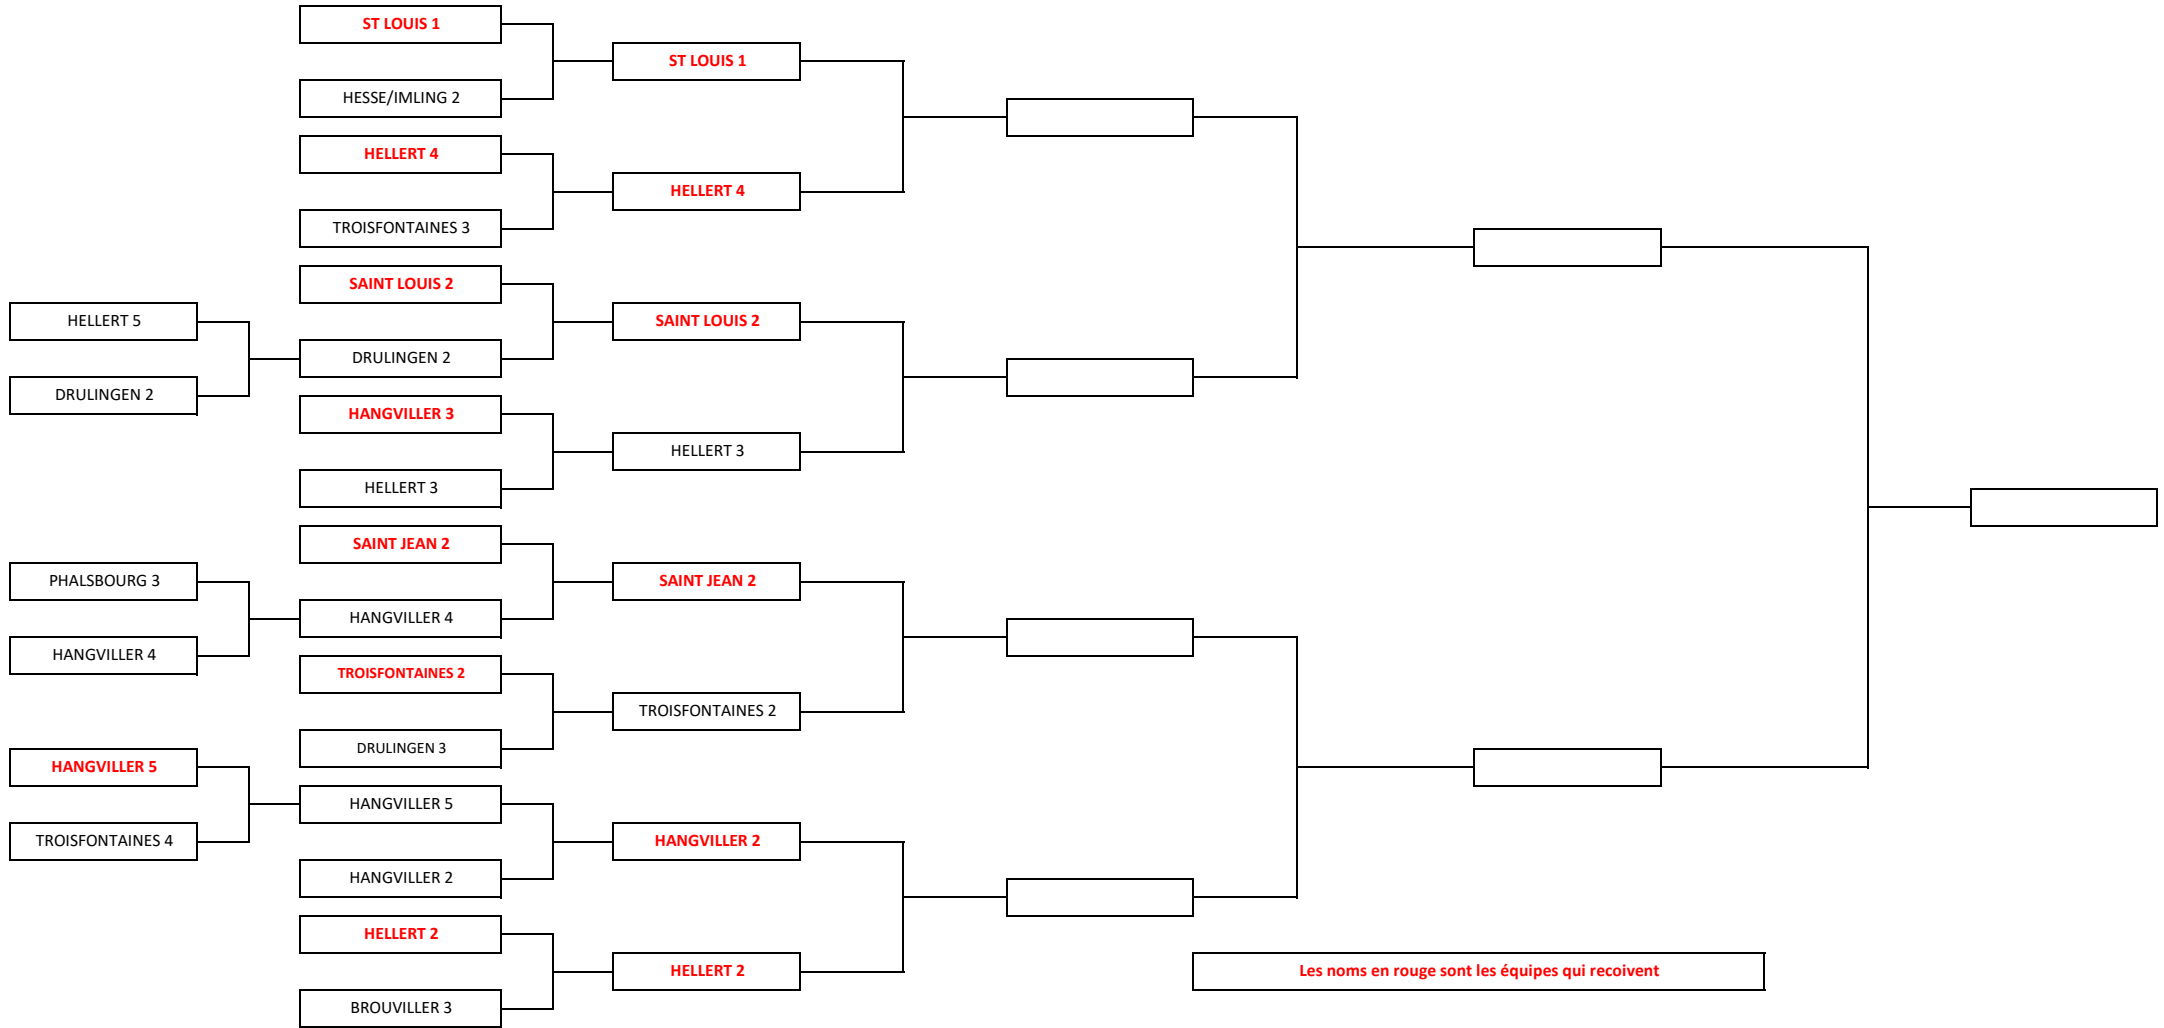 ST LOUIS 1
ST LOUIS 1
HESSE/IMLING 2
HELLERT 4
HELLERT 4
TROISFONTAINES 3
SAINT LOUIS 2
HELLERT 5
SAINT LOUIS 2
DRULINGEN 2
DRULINGEN 2
HANGVILLER 3
HELLERT 3
HELLERT 3
SAINT JEAN 2
PHALSBOURG 3
SAINT JEAN 2
HANGVILLER 4
HANGVILLER 4
TROISFONTAINES 2
TROISFONTAINES 2
DRULINGEN 3
HANGVILLER 5
HANGVILLER 5
TROISFONTAINES 4
HANGVILLER 2
HANGVILLER 2
HELLERT 2
HELLERT 2
Les noms en rouge sont les équipes qui recoivent
BROUVILLER 3